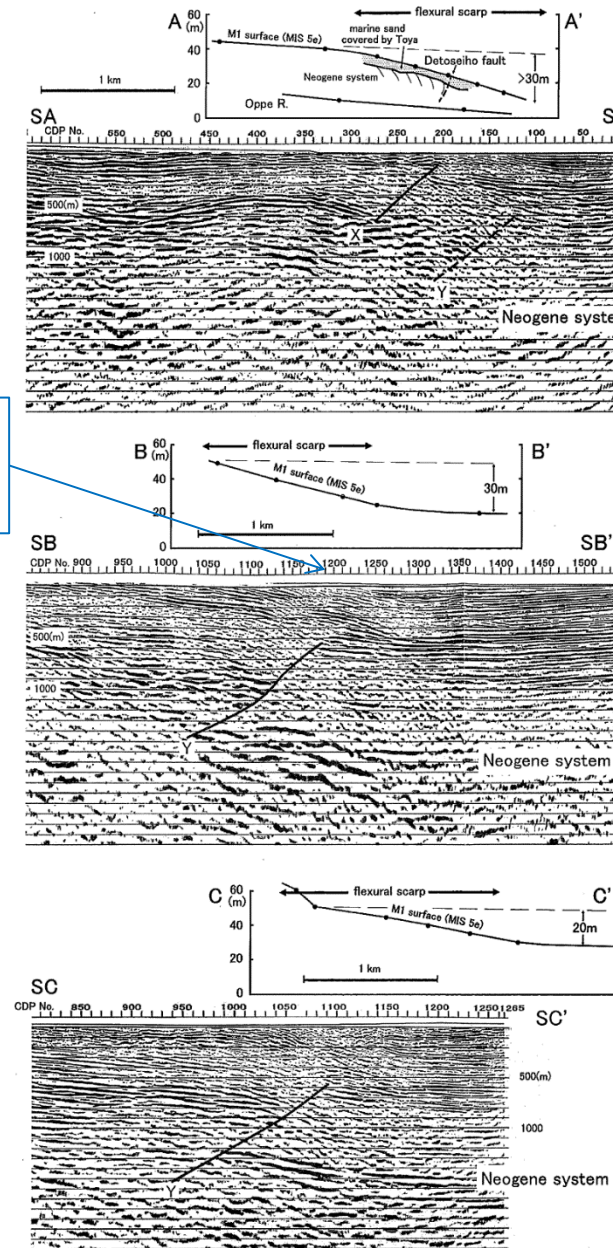 A
60
(m)
40
20
0
flexural scarp
A’
M1 surface (MIS 5e)
marine sand
covered by Toya
Detoseiho fault
Neogene system
>30m
Oppe R.
1 km
SA
CDP No. 650 450 400 350 300 250 200 150 100 50
500(m)
1000
X
Y
Neogene syste
B
60
(m)
40
20
0
flexural scarp
B’
M1 surface (MIS 5e)
30m
1 km
SB
SB’
CDP No. 900 950 1000 1050 1100 1150 1200 1250 1300 1350 1400 1450 1500
500(m)
1000
Y
Neogene system
C
60
(m)
40
20
0
flexural scarp
C’
M1 surface (MIS 5e)
20m
1 km
SC
SC’
CDP No. 850 900 950 1000 1050 1100 1150 1200 1250 1265
500(m)
1000
Y
Neogene system